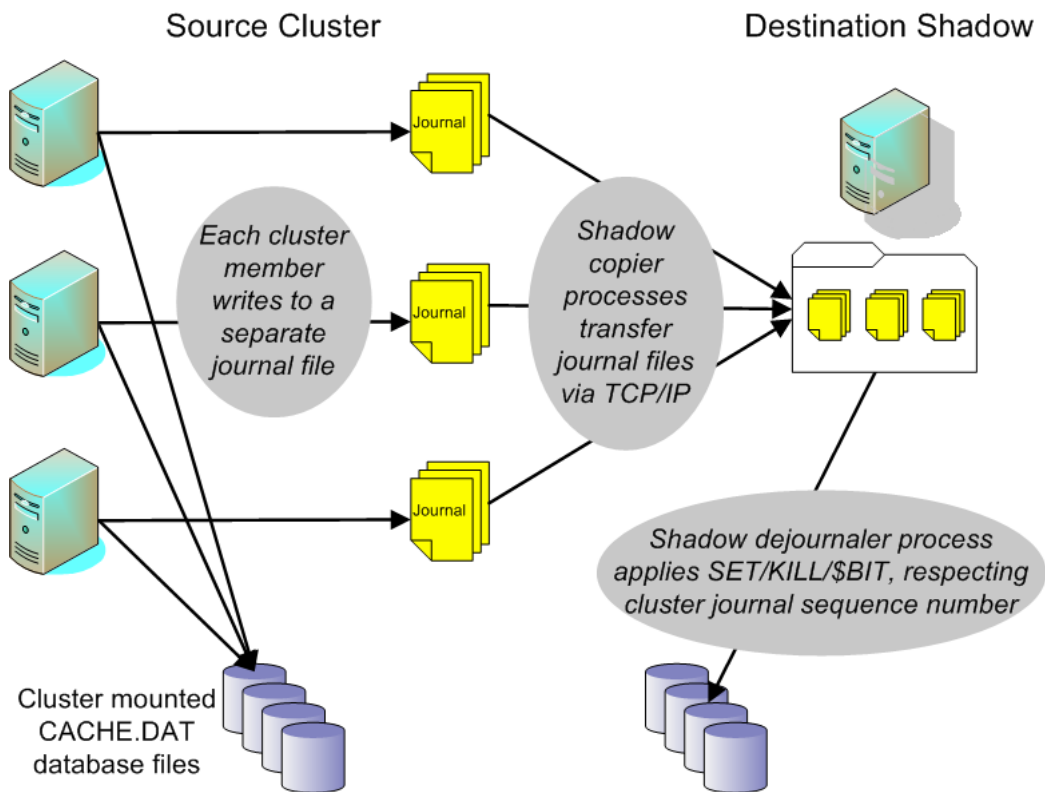 Source Cluster
Destination Shadow
Journal
Each cluster
member
writes to a
separate
journal file
Shadow
copier
processes
transfer
journal files
via TCP/IP
Journal
Journal
Shadow dejournaler process
applies SET/KILL/$BIT, respecting
cluster journal sequence number
Cluster mounted
CACHE.DAT
database files